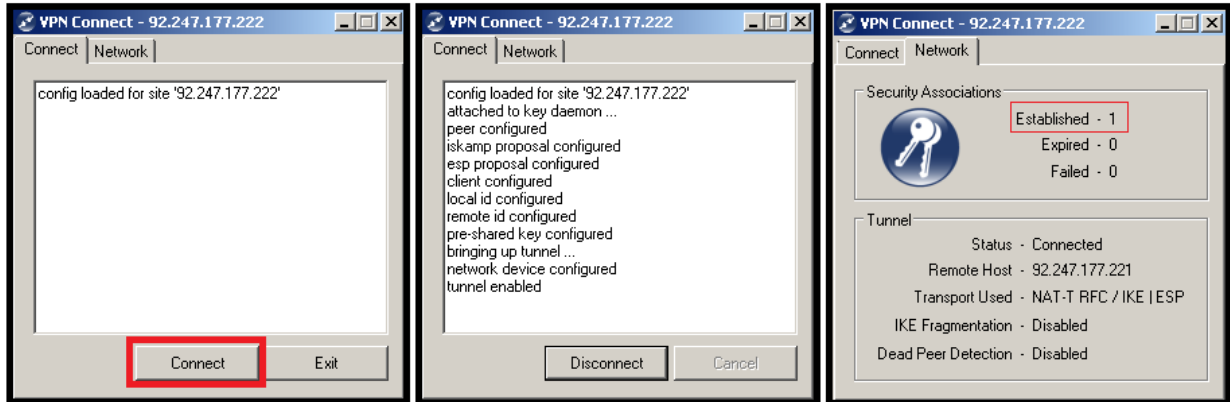 VPN Connect - 92.247.177.222
Connect
Network
config loaded for site '92.247.177.222'
Connect
Exit
VPN Connect - 92.247.177.222
Connect
Network
config loaded for site '92.247.177.222'
attached to key daemon ...
peer configured
iskamp proposal configured
esp proposal configured
client configured
local id configured
remote id configured
pre-shared key configured
bringing up tunnel ...
network device configured
tunnel enabled
Disconnect
Cancel
VPN Connect - 92.247.177.222
Connect
Network
Security Associations
Established - 1
Expired - 0
Failed - 0
Tunnel
Status - Connected
Remote Host - 92.247.177.221
Transport Used - NAT-T RFC / IKE | ESP
IKE Fragmentation - Disabled
Dead Peer Detection - Disabled